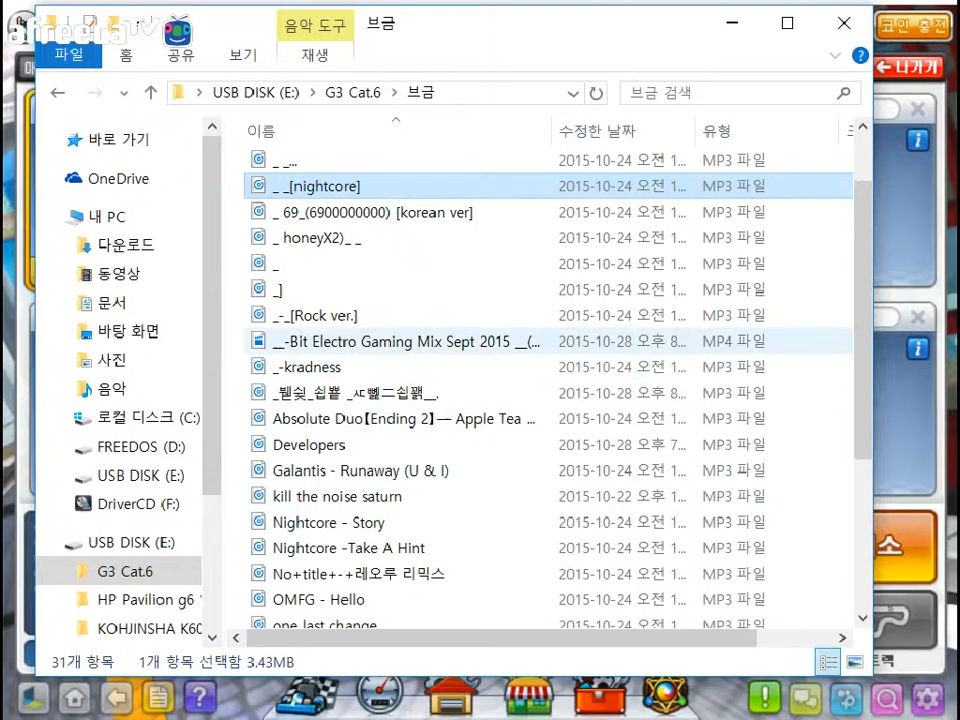 afreecaTV
음악 도구 브금
코인 충전
파일 홈 공유 보기 재생
나가기
USB DISK (E:) G3 Cat.6 브금
브금 검색
이름 수정한 날짜 유형
바로 가기
OneDrive
내 PC
다운로드
동영상
문서
바탕 화면
사진
음악
로컬 디스크 (C:)
FREEDOS (D:)
USB DISK (E:)
DriverCD (F:)
USB DISK (E:)
G3 Cat.6
HP Pavilion g6
KOHJINSHA K60
_ _... 2015-10-24 오전 1... MP3 파일
_ _[nightcore] 2015-10-24 오전 1... MP3 파일
_ 69_(6900000000) [korean ver] 2015-10-24 오전 1... MP3 파일
_ honeyX2)_ _ 2015-10-24 오전 1... MP3 파일
_ 2015-10-24 오전 1... MP3 파일
_] 2015-10-24 오전 1... MP3 파일
_-_[Rock ver.] 2015-10-24 오전 1... MP3 파일
__-Bit Electro Gaming Mix Sept 2015 __(... 2015-10-28 오후 8... MP4 파일
_-kradness 2015-10-24 오전 1... MP3 파일
2015-10-28 오후 8... MP3 파일
Absolute Duo【Ending 2】— Apple Tea ... 2015-10-24 오전 1... MP3 파일
Developers 2015-10-28 오후 7... MP3 파일
Galantis - Runaway (U & I) 2015-10-24 오전 1... MP3 파일
kill the noise saturn 2015-10-22 오후 1... MP3 파일
Nightcore - Story 2015-10-24 오전 1... MP3 파일
Nightcore -Take A Hint 2015-10-24 오전 1... MP3 파일
No+title+-+레오루 리믹스 2015-10-24 오전 1... MP3 파일
OMFG - Hello 2015-10-24 오전 1... MP3 파일
one last change 2015-10-24 오전 1... MP3 파일
31개 항목 1개 항목 선택함 3.43MB